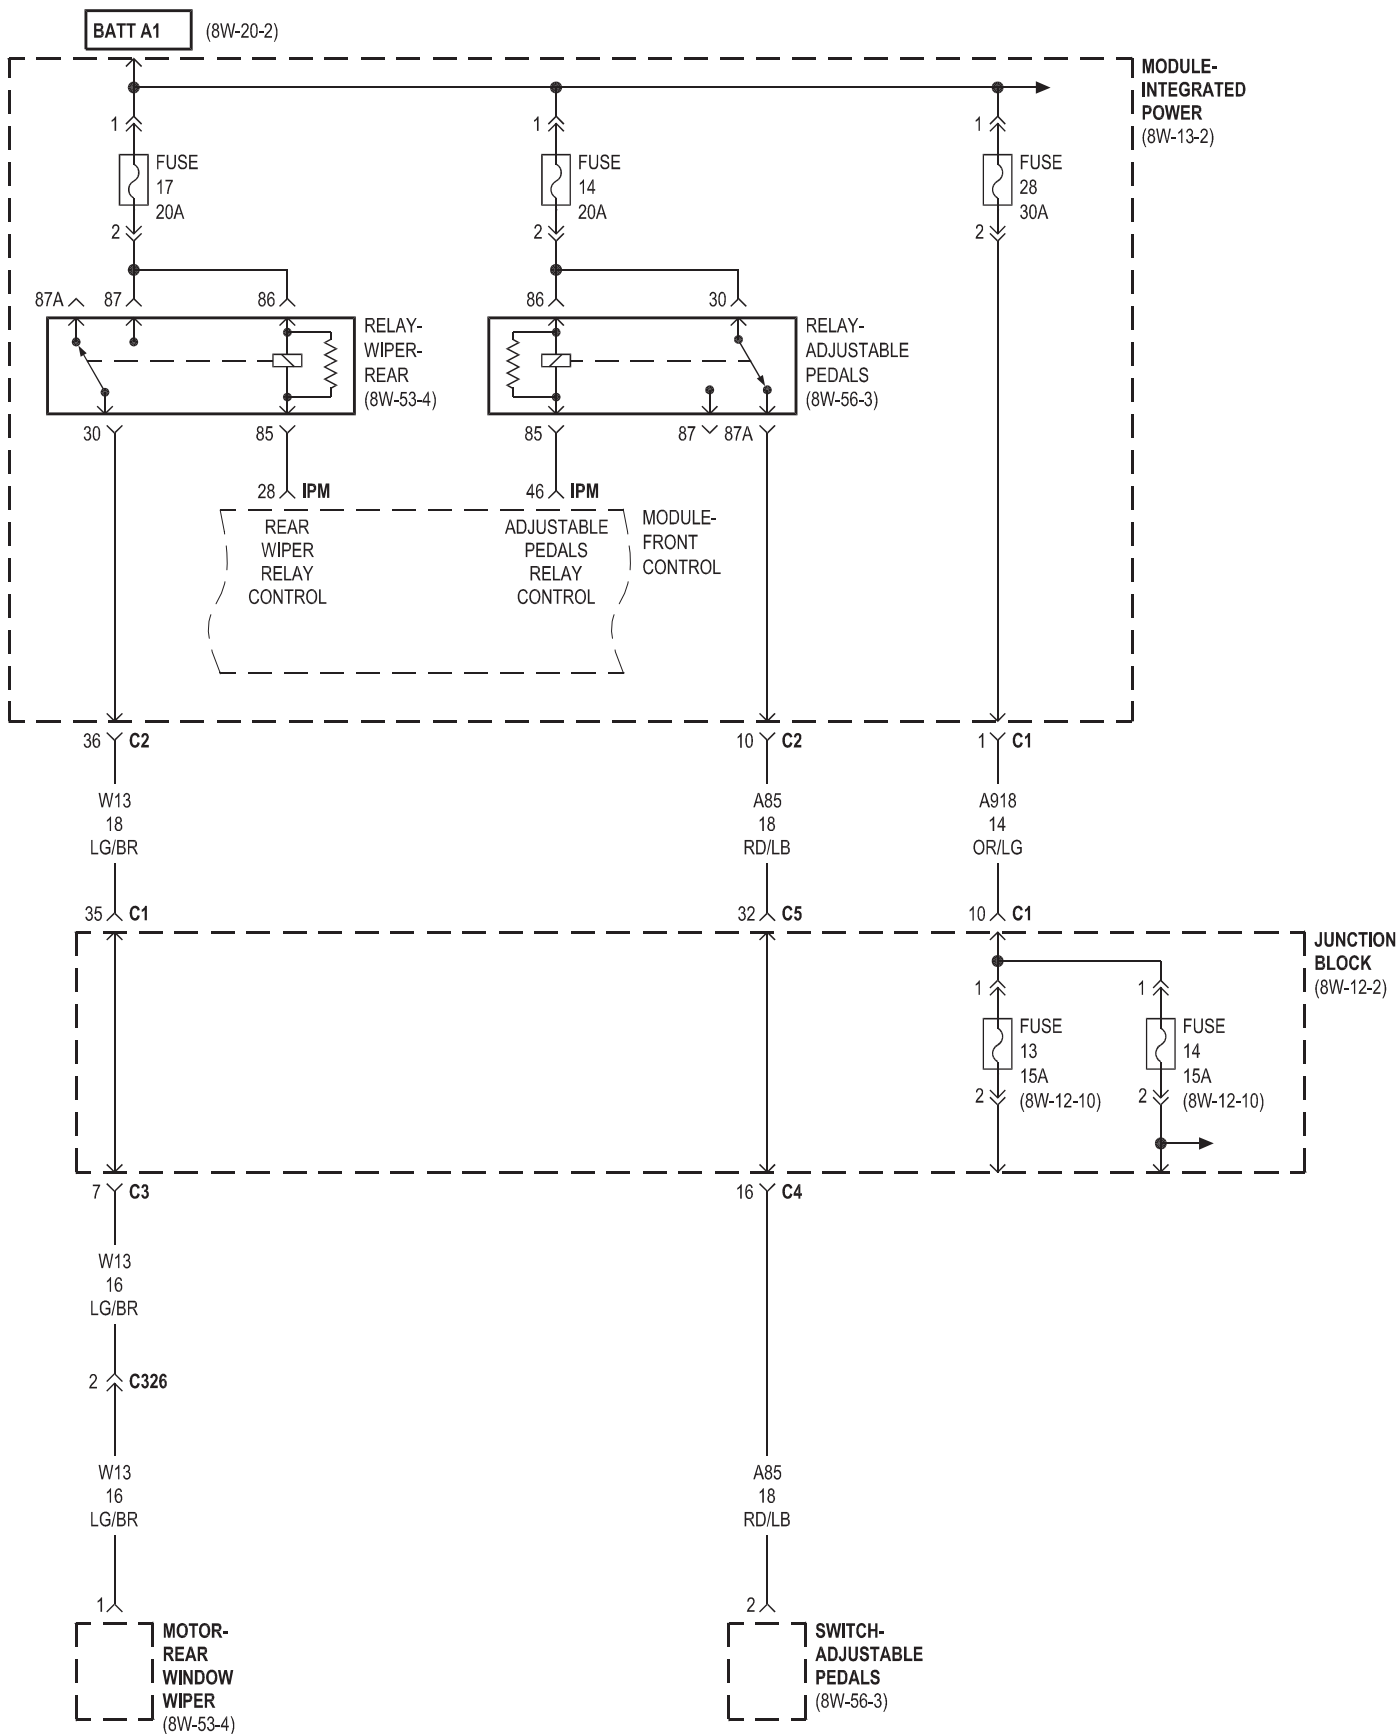 BATT A1 (8W-20-2)
MODULE-
INTEGRATED
POWER
(8W-13-2)
1
FUSE
17
20A
2
1
FUSE
14
20A
2
1
FUSE
28
30A
2
87A 87 86
RELAY-
WIPER-
REAR
(8W-53-4)
30 85
86 30
RELAY-
ADJUSTABLE
PEDALS
(8W-56-3)
85 87 87A
28 IPM
46 IPM
REAR
WIPER
RELAY
CONTROL
ADJUSTABLE
PEDALS
RELAY
CONTROL
MODULE-
FRONT
CONTROL
36 C2
10 C2
1 C1
W13
18
LG/BR
A85
18
RD/LB
A918
14
OR/LG
35 C1
32 C5
10 C1
JUNCTION
BLOCK
(8W-12-2)
1
FUSE
13
15A
2 (8W-12-10)
1
FUSE
14
15A
2 (8W-12-10)
7 C3
16 C4
W13
16
LG/BR
2 C326
W13
16
LG/BR
A85
18
RD/LB
1
2
MOTOR-
REAR
WINDOW
WIPER
(8W-53-4)
SWITCH-
ADJUSTABLE
PEDALS
(8W-56-3)